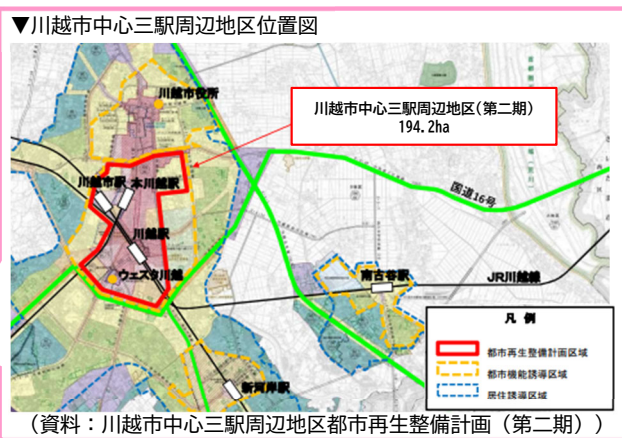 ▼川越市中心三駅周辺地区位置図
川越市役所
川越市中心三駅周辺地区(第二期)
194.2ha
川越市駅
本川越駅
国道16号
川越駅
ウェスタ川越
南古谷駅
JR川越線
新河岸駅
凡 例
都市再生整備計画区域
都市機能誘導区域
居住誘導区域
(資料:川越市中心三駅周辺地区都市再生整備計画(第二期))